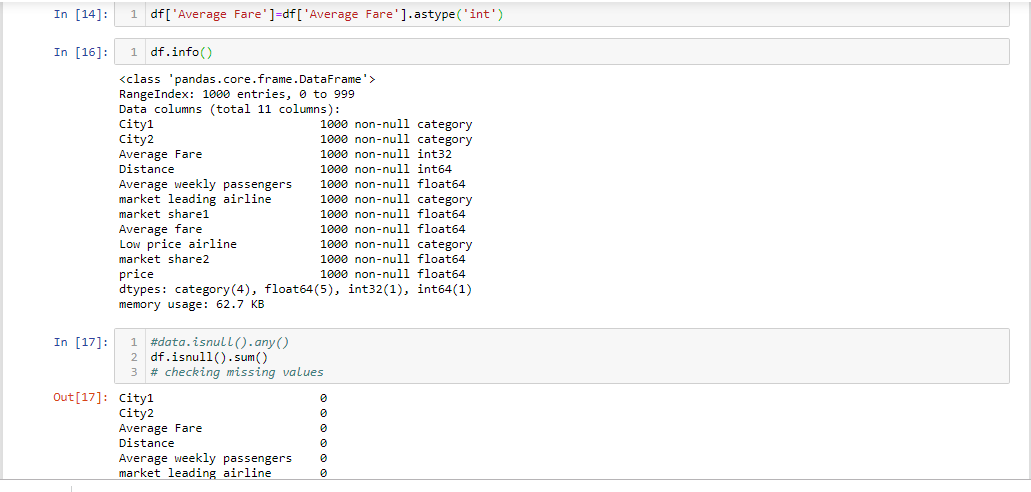 In [14]: 1 df['Average Fare']=df['Average Fare'].astype('int')
In [16]: 1 df.info()
<class 'pandas.core.frame.DataFrame'>
RangeIndex: 1000 entries, 0 to 999
Data columns (total 11 columns):
City1 1000 non-null category
City2 1000 non-null category
Average Fare 1000 non-null int32
Distance 1000 non-null int64
Average weekly passengers 1000 non-null float64
market leading airline 1000 non-null category
market share1 1000 non-null float64
Average fare 1000 non-null float64
Low price airline 1000 non-null category
market share2 1000 non-null float64
price 1000 non-null float64
dtypes: category(4), float64(5), int32(1), int64(1)
memory usage: 62.7 KB
In [17]: 1 #data.isnull().any()
2 df.isnull().sum()
3 # checking missing values
Out[17]: City1 0
City2 0
Average Fare 0
Distance 0
Average weekly passengers 0
market leading airline 0